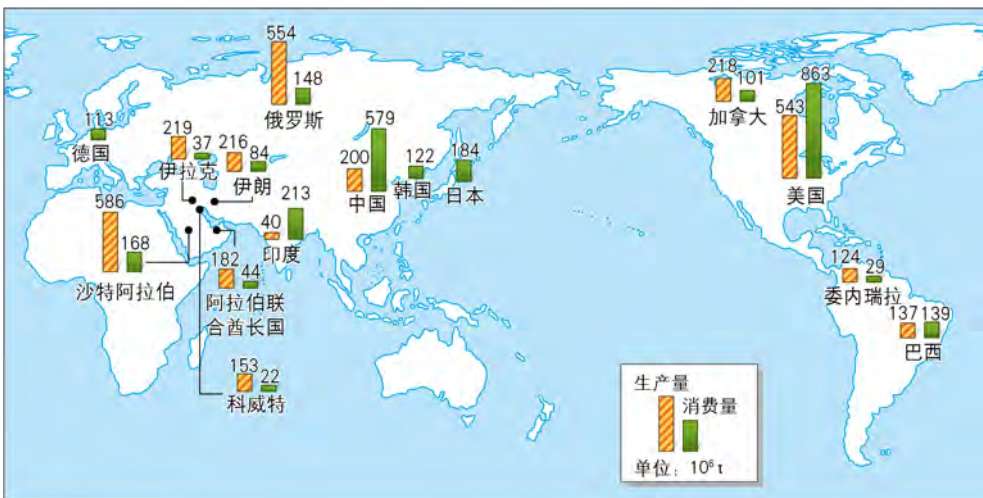 554
148
俄罗斯
113
德国
219
37
伊拉克
216
84
伊朗
579
200
中国
122
韩国
184
日本
218
101
加拿大
863
543
美国
586
168
沙特阿拉伯
40
213
印度
182
44
阿拉伯联
合酋长国
153
22
科威特
124
29
委内瑞拉
137
139
巴西
生产量
消费量
单位：10⁶ t